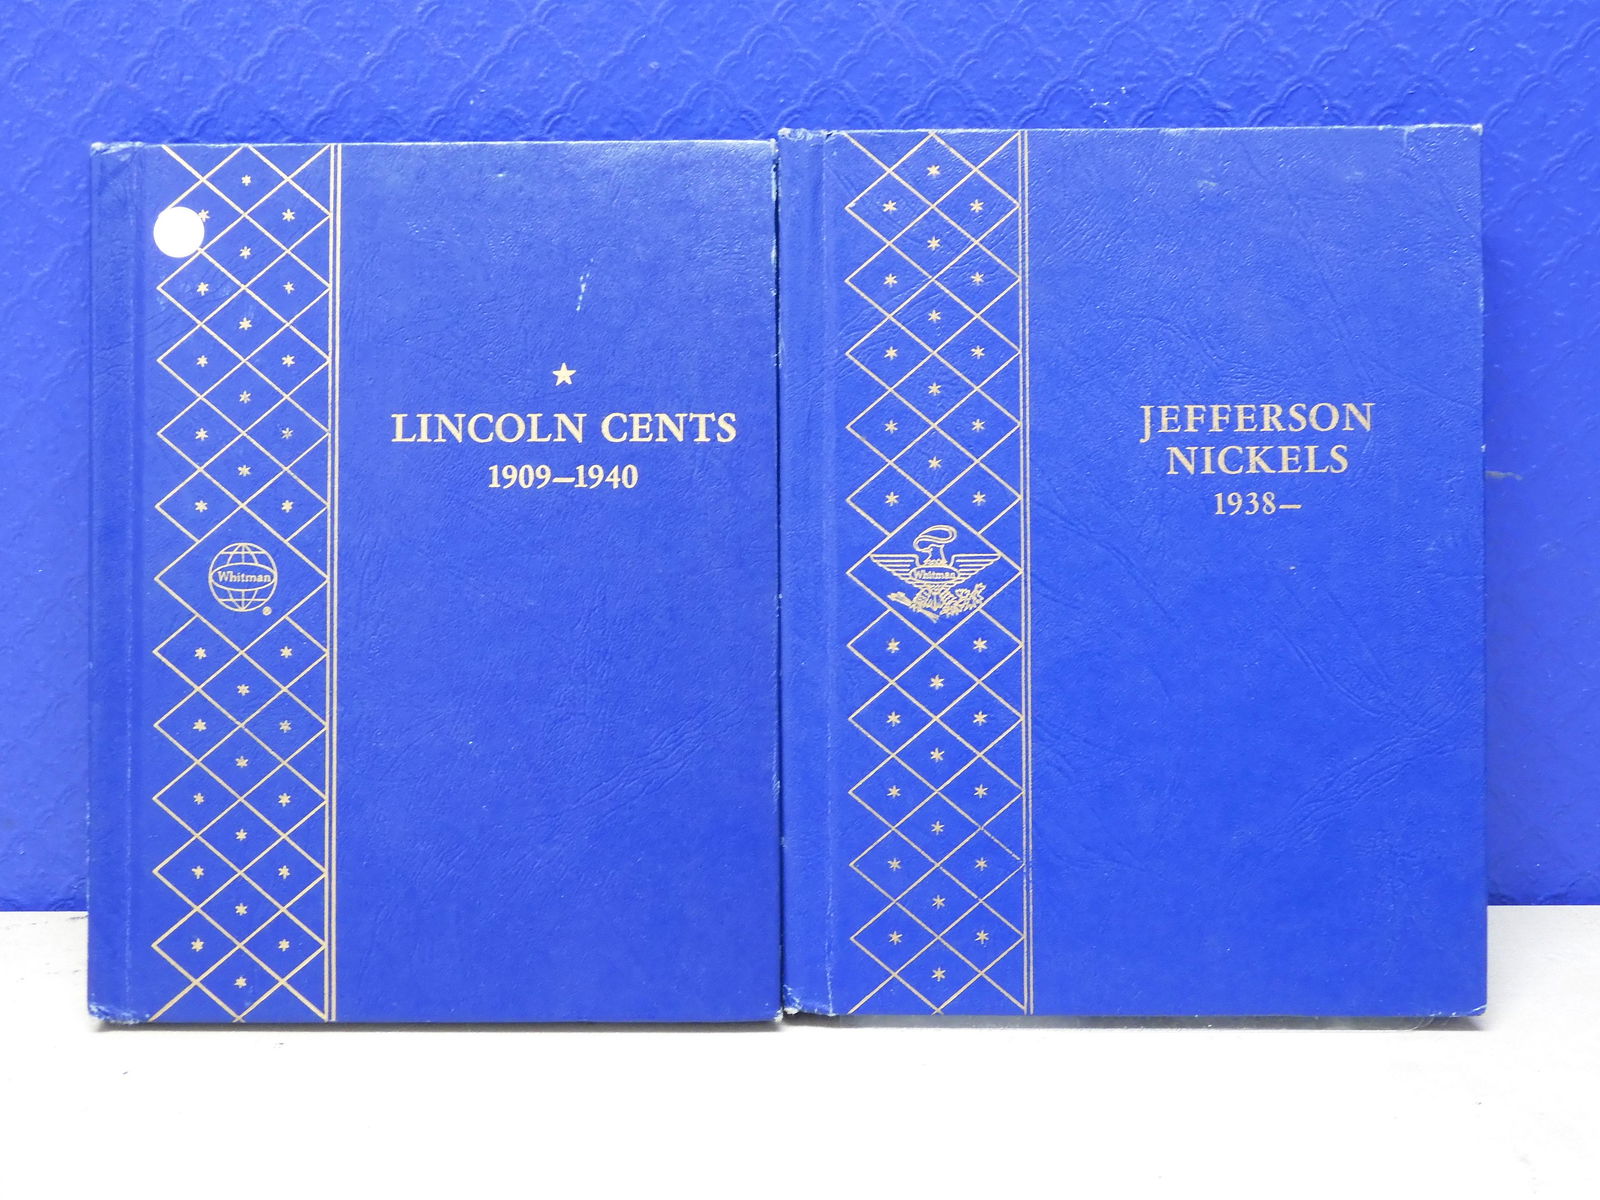 LINCOLN CENTS
1909–1940
Whitman
®
JEFFERSON
NICKELS
1938–
Whitman